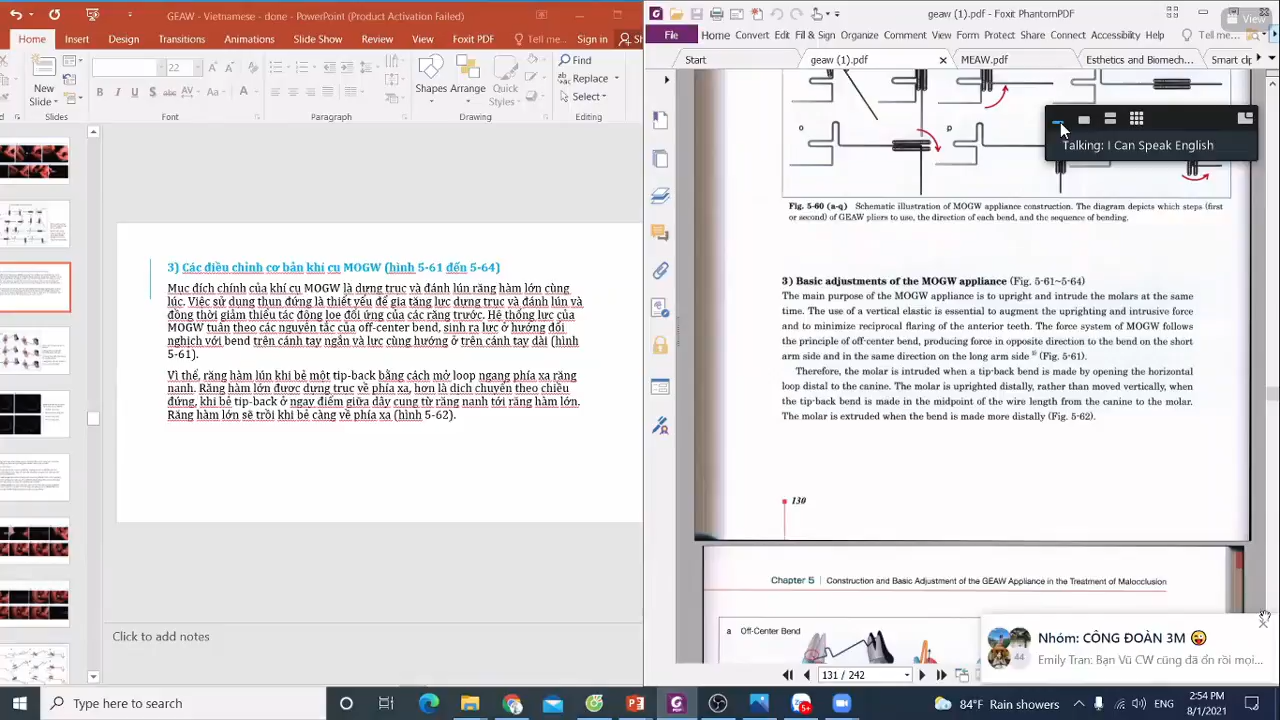 GEAW - Vietnamese - done - PowerPoint (Product Activation Failed)
Home Insert Design Transitions Animations Slide Show Review View Foxit PDF Tell me... Sign in Sh
22
New Slide
B I U S abc AV Aa A
Font
Paragraph
Shapes Arrange Quick Styles
Drawing
Find
Replace
Select
Editing
3) Các điều chỉnh cơ bản khí cụ MOGW (hình 5-61 đến 5-64)
Mục đích chính của khí cụ MOGW là dựng trục và đánh lún răng hàm lớn cùng
lúc. Việc sử dụng thun đứng là thiết yếu để gia tăng lực dựng trục và đánh lún và
đồng thời giảm thiểu tác động loe đối ứng của các răng trước. Hệ thống lực của
MOGW tuân theo các nguyên tắc của off-center bend, sinh ra lực ở hướng đối
nghịch với bend trên cánh tay ngắn và lực cùng hướng ở trên cánh tay dài (hình
5-61).
Vì thế, răng hàm lún khi bẻ một tip-back bằng cách mở loop ngang phía xa răng
nanh. Răng hàm lớn được dựng trục về phía xa, hơn là dịch chuyển theo chiều
đứng, khi bẻ tip-back ở ngay điểm giữa dây cung từ răng nanh tới răng hàm lớn.
Răng hàm lớn sẽ trồi khi bẻ càng về phía xa (hình 5-62).
Click to add notes
geaw (1).pdf - Foxit PhantomPDF
View
File Home Convert Edit Organize Comment View Form Protect Share Connect Accessibility Help Tell me...
Start geaw (1).pdf MEAW.pdf Esthetics and Biomech... Smart clip
o p
Talking: I Can Speak English
Fig. 5-60 (a-q) Schematic illustration of MOGW appliance construction. The diagram depicts which steps (first
or second) of GEAW pliers to use, the direction of each bend, and the sequence of bending.
3) Basic adjustments of the MOGW appliance (Fig. 5-61~5-64)
The main purpose of the MOGW appliance is to upright and intrude the molars at the same
time. The use of a vertical elastic is essential to augment the uprighting and intrusive force
and to minimize reciprocal flaring of the anterior teeth. The force system of MOGW follows
the principle of off-center bend, producing force in opposite direction to the bend on the short
arm side and in the same direction on the long arm side (Fig. 5-61).
Therefore, the molar is intruded when a tip-back bend is made by opening the horizontal
loop distal to the canine. The molar is uprighted distally, rather than moved vertically, when
the tip-back bend is made in the midpoint of the wire length from the canine to the molar.
The molar is extruded when the bend is made more distally (Fig. 5-62).
130
Chapter 5 | Construction and Basic Adjustment of the GEAW Appliance in the Treatment of Malocclusion
a Off-Center Bend
Nhóm: CÔNG ĐOÀN 3M 😜
44
Emily Tran: Bạn Vũ CW cũng đã ổn rồi mọi...
131 / 242
Type here to search
84°F Rain showers
ENG
2:54 PM
8/1/2021